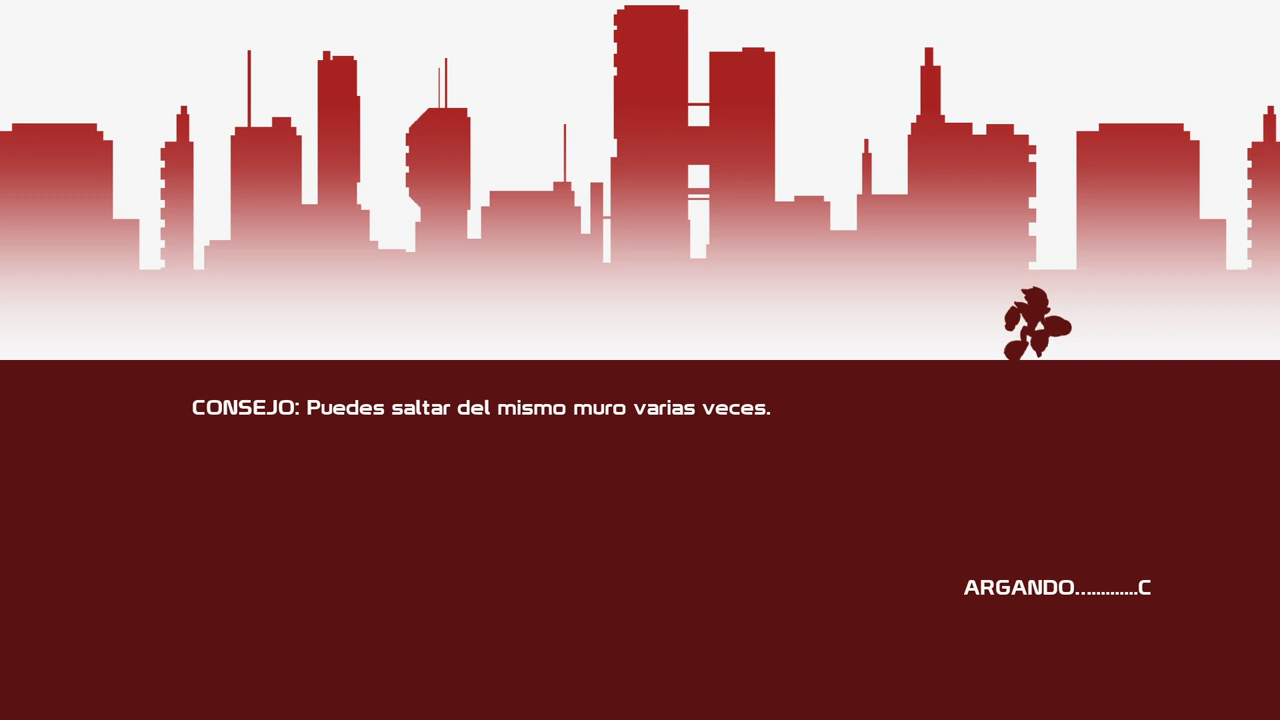 CONSEJO: Puedes saltar del mismo muro varias veces.
ARGANDO.............C